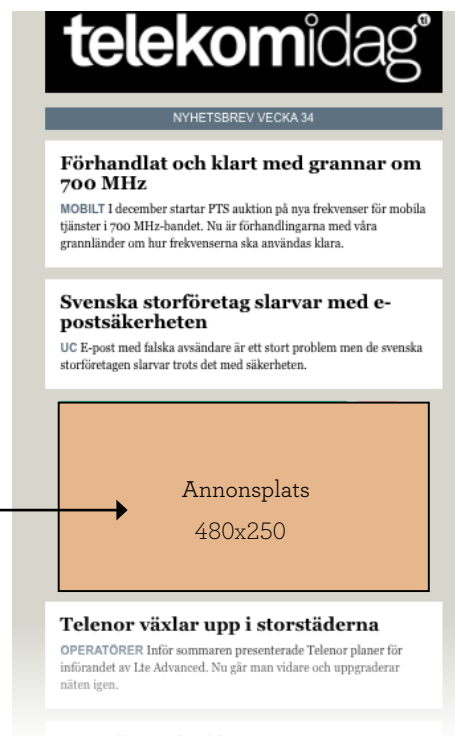 telekomidag®
ti
NYHETSBREV VECKA 34
Förhandlat och klart med grannar om
700 MHz
MOBILT I december startar PTS auktion på nya frekvenser för mobila
tjänster i 700 MHz-bandet. Nu är förhandlingarna med våra
grannländer om hur frekvenserna ska användas klara.
Svenska storföretag slarvar med e-
postsäkerheten
UC E-post med falska avsändare är ett stort problem men de svenska
storföretagen slarvar trots det med säkerheten.
Annonsplats
480x250
Telenor växlar upp i storstäderna
OPERATÖRER Inför sommaren presenterade Telenor planer för
införandet av Lte Advanced. Nu går man vidare och uppgraderar
näten igen.